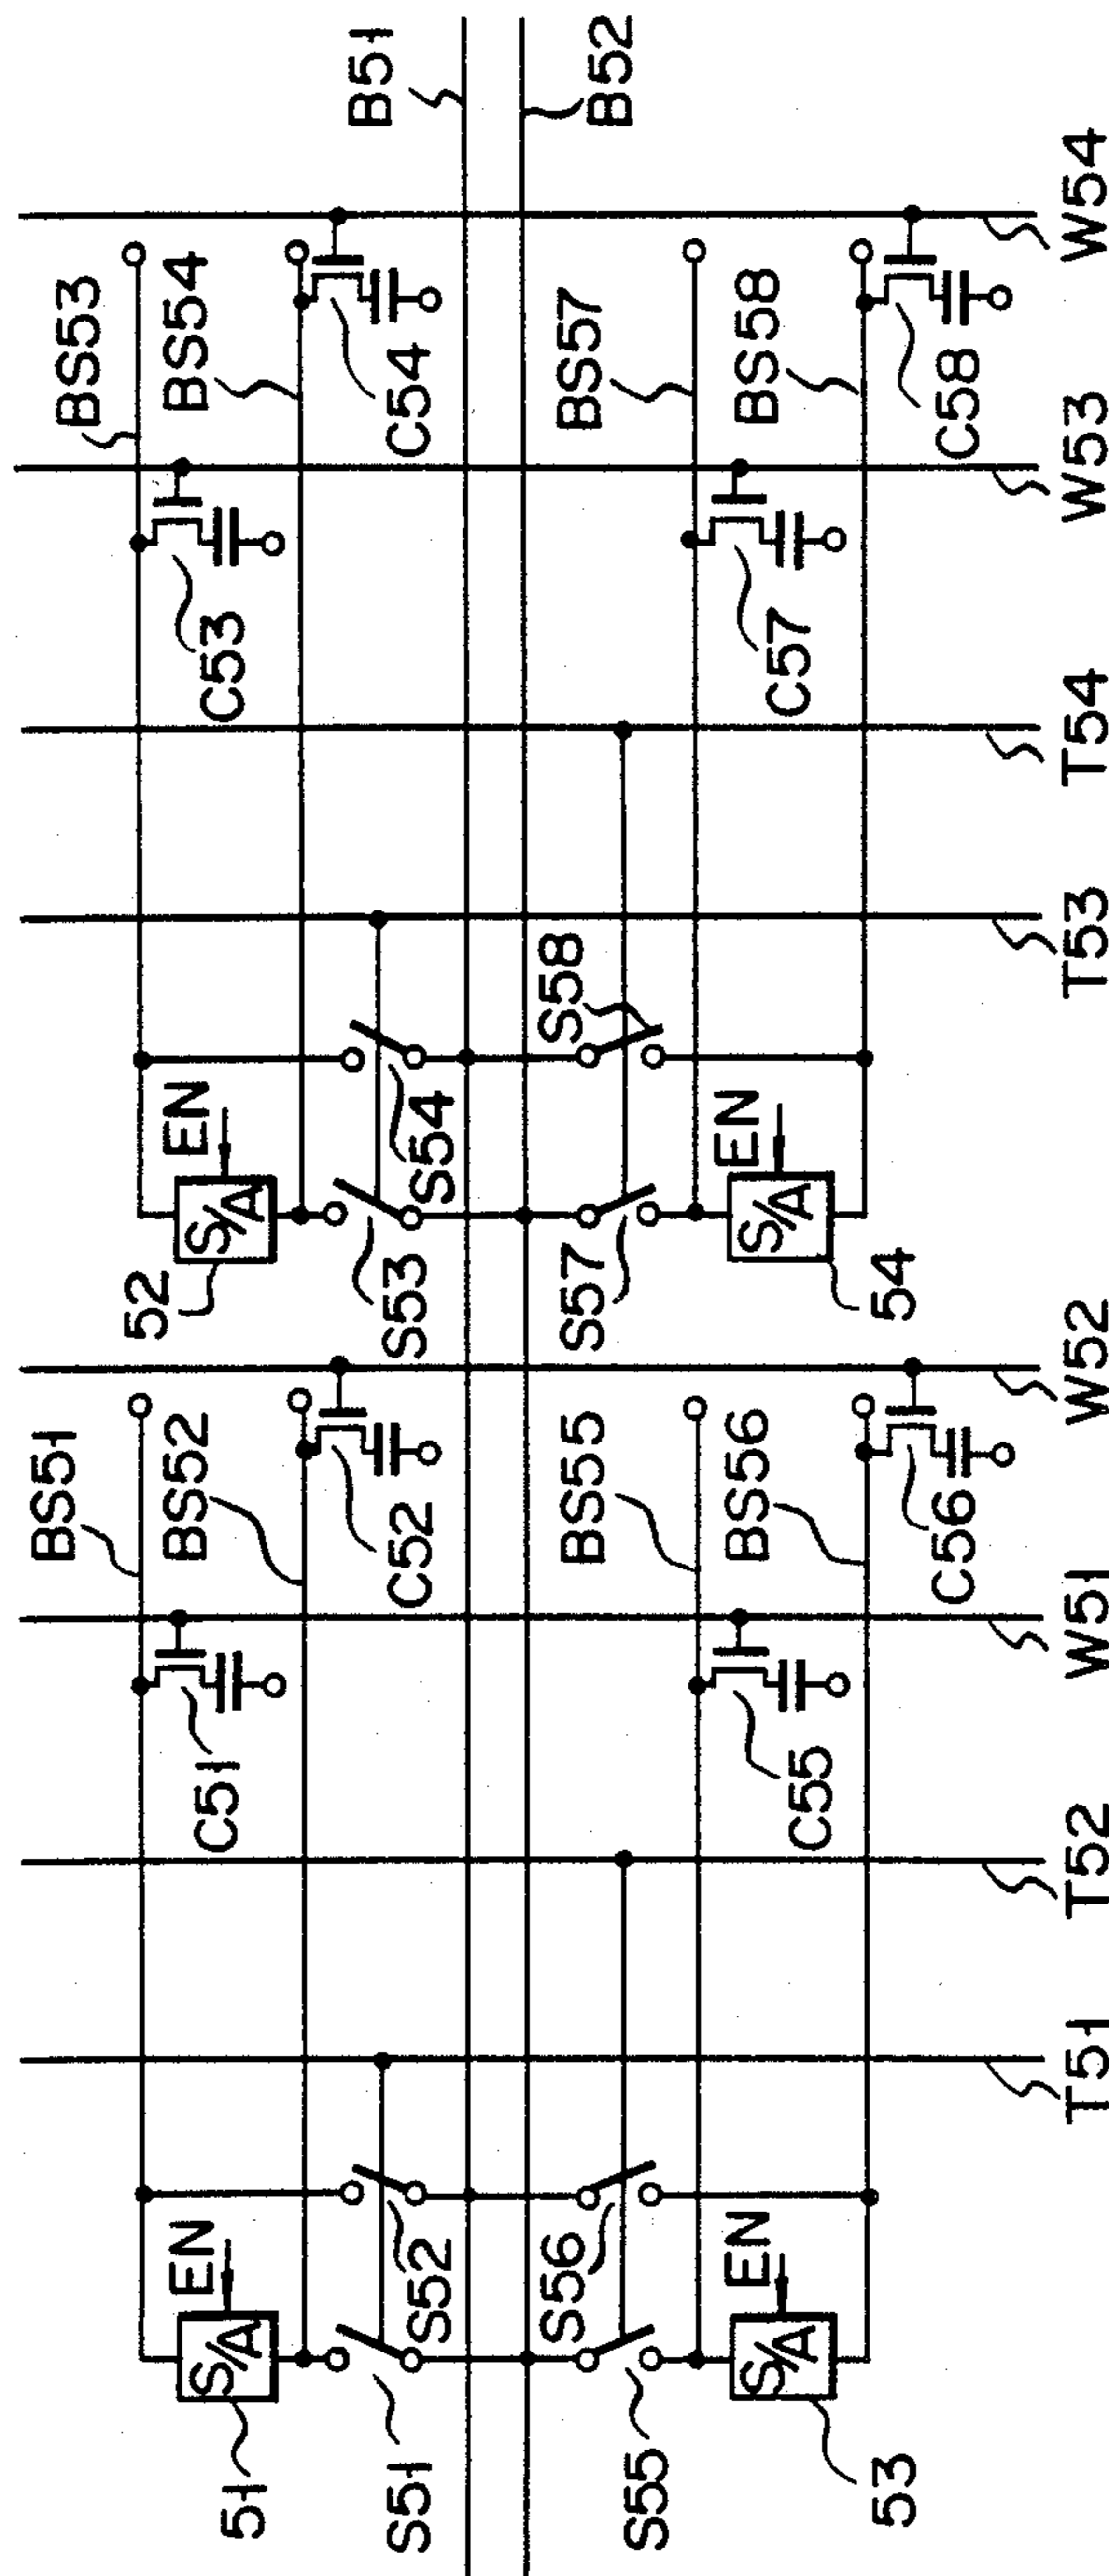 B51
B52
BS53
BS54
C53
C54
BS57
BS58
C57
C58
W54
W53
T54
T53
EN
S/A
52
S53
S54
S58
S57
EN
S/A
54
BS51
BS52
C51
C52
BS55
BS56
C55
C56
W52
W51
T52
T51
EN
S/A
51
S51
S52
S56
S55
EN
S/A
53